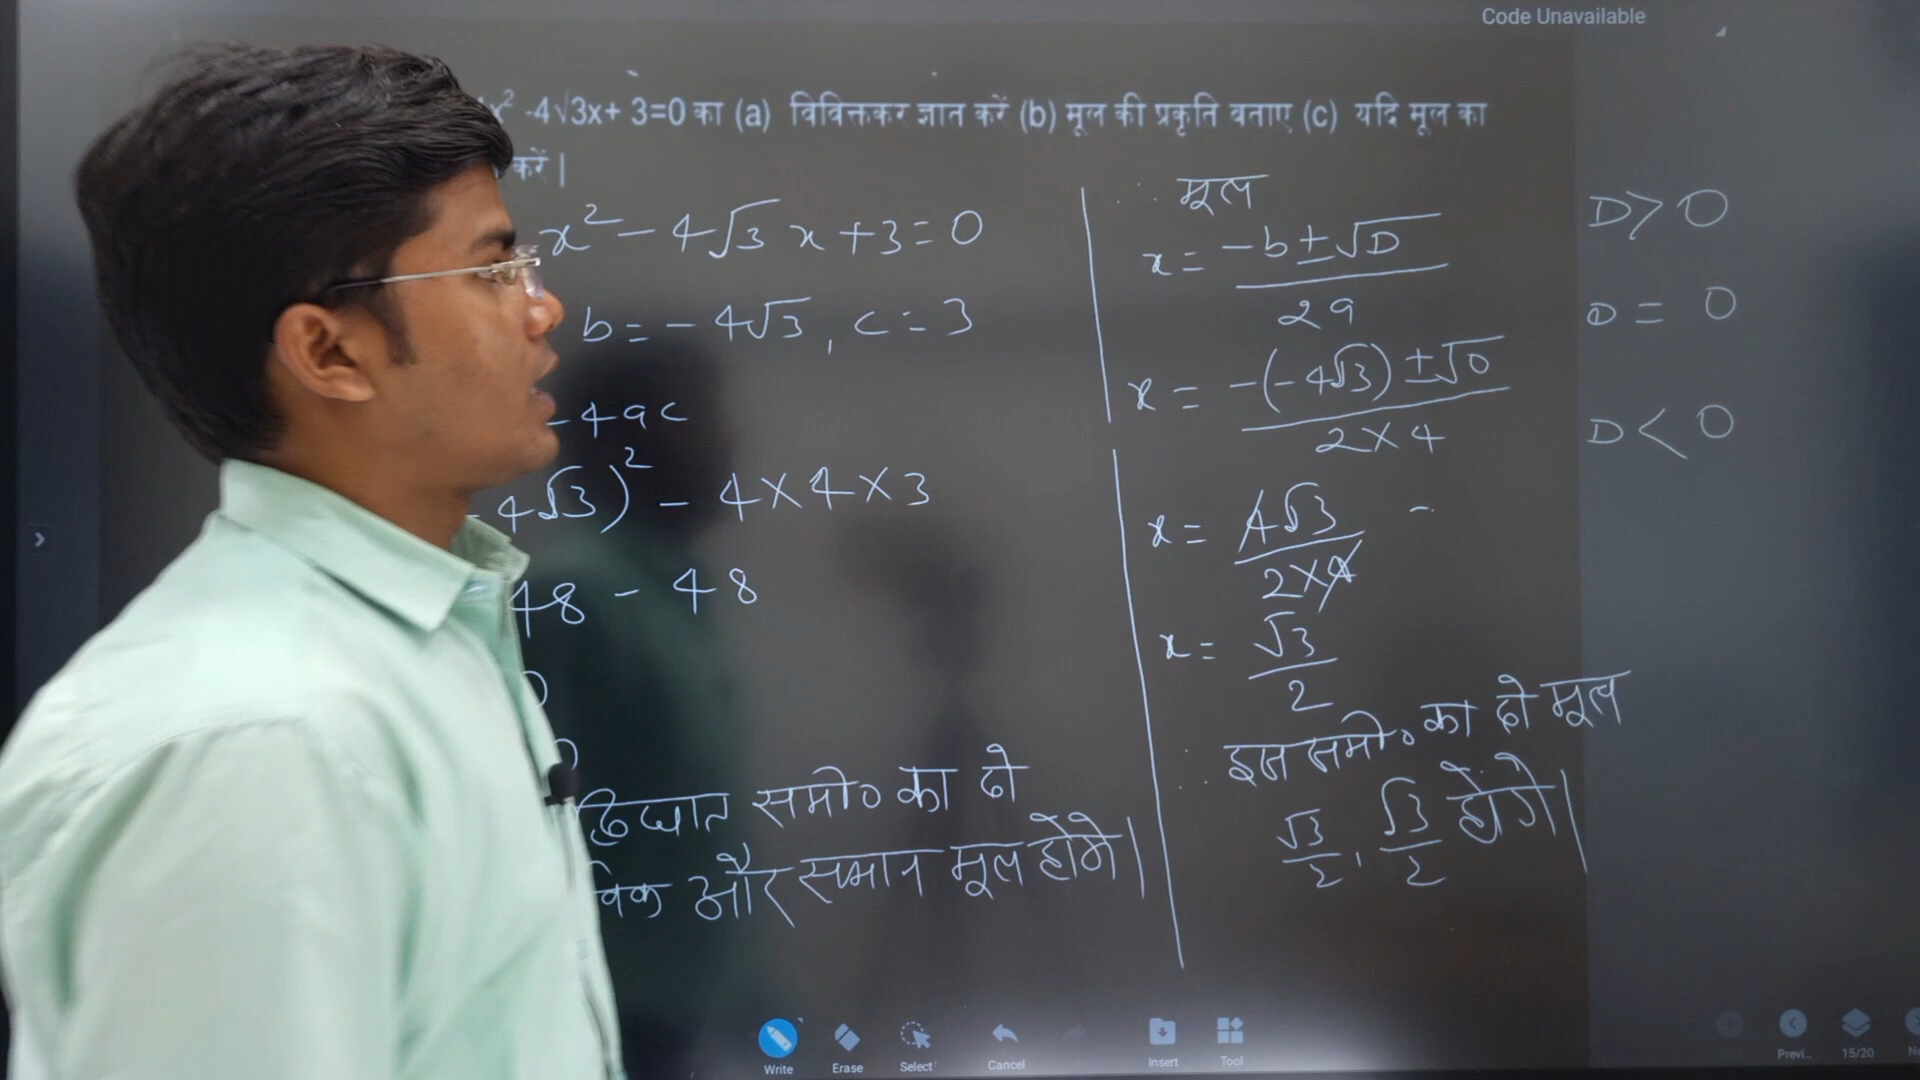 Code Unavailable
x² -4√3x+ 3=0 का (a) विवित्तकर ज्ञात करें (b) मूल की प्रकृति बताए (c) यदि मूल का
करें।
x² - 4√3 x + 3 = 0
b = - 4√3 , c = 3
- 4ac
4√3)² - 4×4×3
48 - 48
0
द्विघात समी० का दो
विक और समान मूल होंगे।
∴ मूल
x = -b ± √D / 2a
x = -(-4√3) ± √0 / 2×4
x = 4√3 / 2×4
x = √3 / 2
∴ इस समी० का दो मूल
√3/2 , √3/2 होंगे।
D > 0
D = 0
D < 0
Write Erase Select Cancel Insert Tool Previ... 15/20